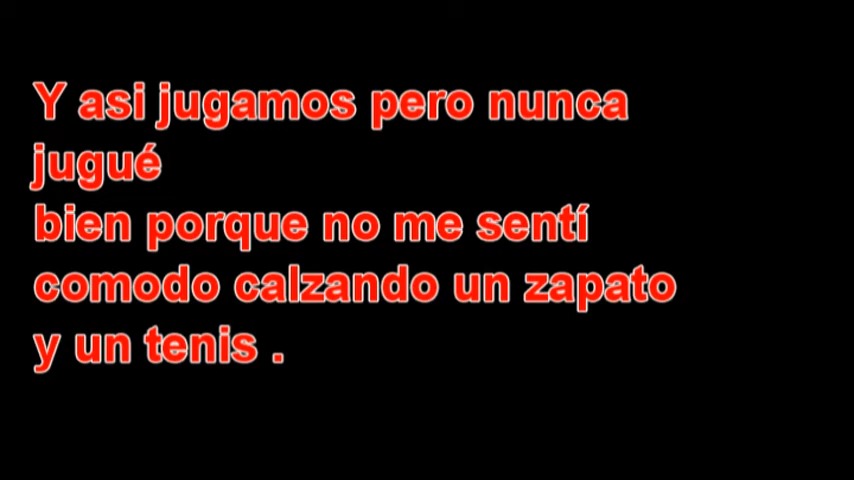 Y asi jugamos pero nunca
jugué
bien porque no me sentí
comodo calzando un zapato
y un tenis .